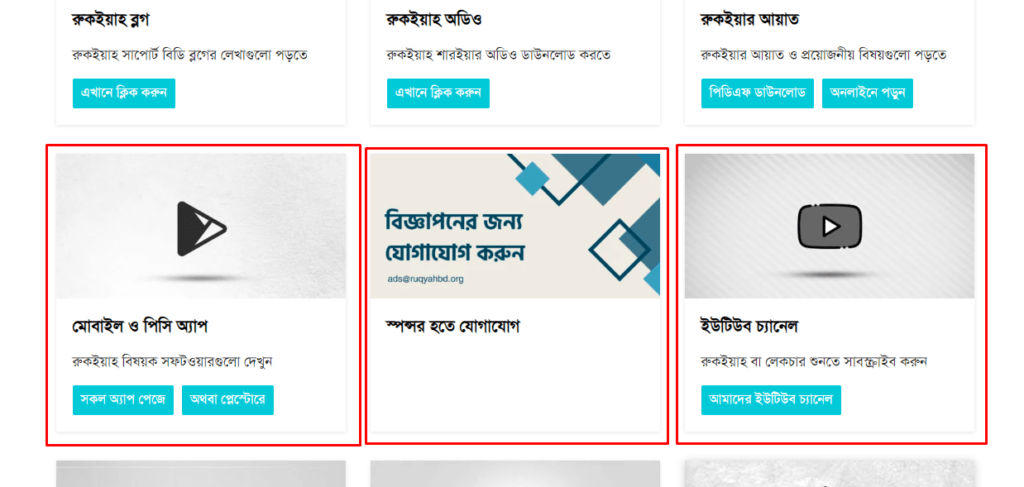 রুকইয়াহ ব্লগ
রুকইয়াহ সাপোর্ট বিডি ব্লগের লেখাগুলো পড়তে
এখানে ক্লিক করুন
রুকইয়াহ অডিও
রুকইয়াহ শারইয়ার অডিও ডাউনলোড করতে
এখানে ক্লিক করুন
রুকইয়ার আয়াত
রুকইয়ার আয়াত ও প্রয়োজনীয় বিষয়গুলো পড়তে
পিডিএফ ডাউনলোড
অনলাইনে পড়ুন
মোবাইল ও পিসি অ্যাপ
রুকইয়াহ বিষয়ক সফটওয়ারগুলো দেখুন
সকল অ্যাপ পেজে
অথবা প্লেস্টোরে
বিজ্ঞাপনের জন্য
যোগাযোগ করুন
ads@ruqyahbd.org
স্পন্সর হতে যোগাযোগ
ইউটিউব চ্যানেল
রুকইয়াহ বা লেকচার শুনতে সাবস্ক্রাইব করুন
আমাদের ইউটিউব চ্যানেল